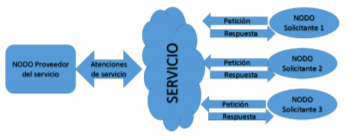 NODO Proveedor
del servicio
Atenciones
de servicio
SERVICIO
Petición
Respuesta
NODO
Solicitante 1
Petición
Respuesta
NODO
Solicitante 2
Petición
Respuesta
NODO
Solicitante 3